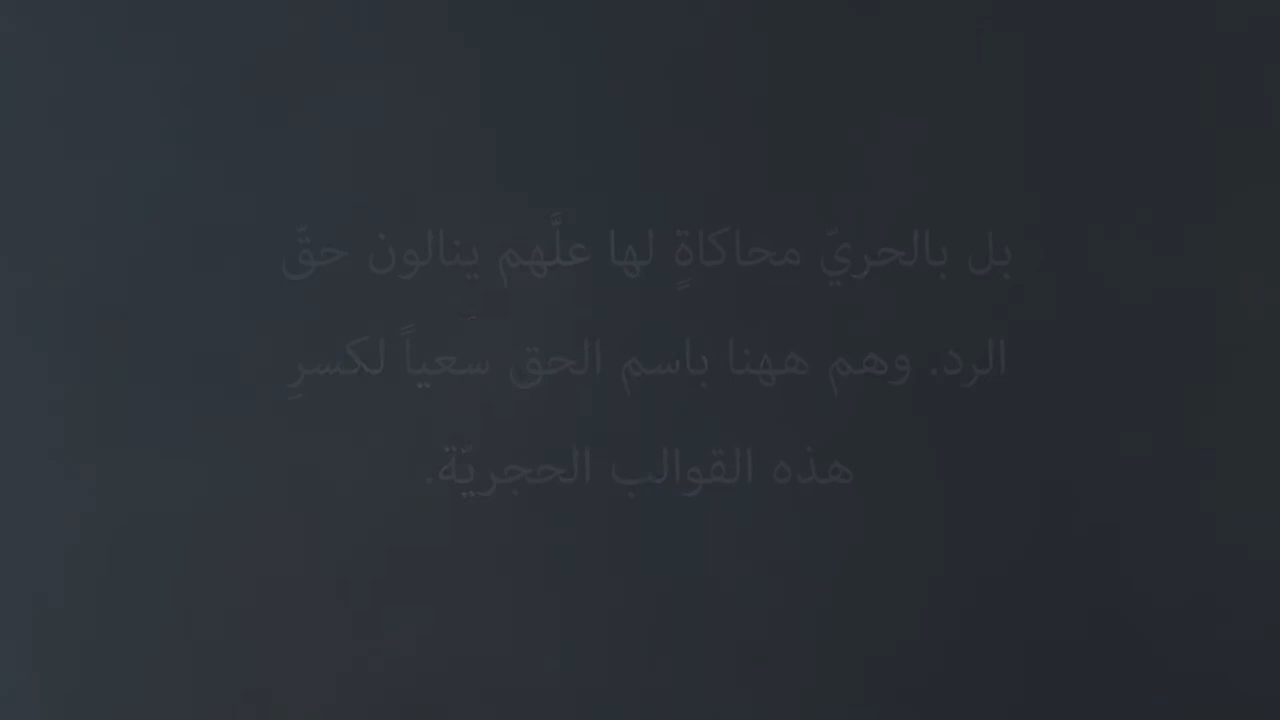 بل بالحريّ محاكاةٍ لها علَّهم ينالون حقَّ
الرد. وهم ههنا باسم الحق سعياً لكسرِ
هذه القوالب الحجريّة.